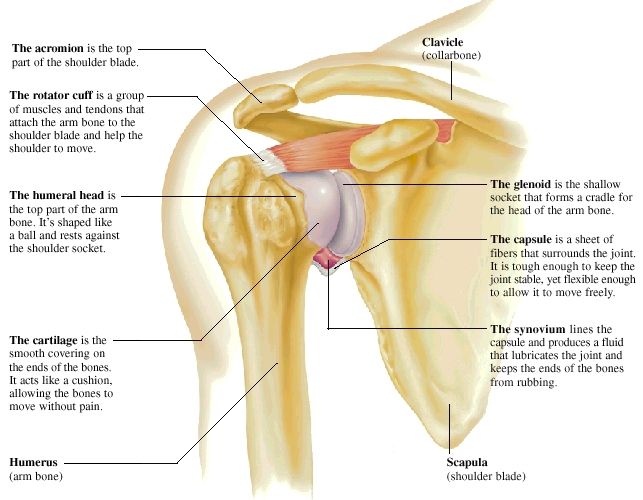 The acromion is the top
part of the shoulder blade.
The rotator cuff is a group
of muscles and tendons that
attach the arm bone to the
shoulder blade and help the
shoulder to move.
The humeral head is
the top part of the arm
bone. It's shaped like
a ball and rests against
the shoulder socket.
The cartilage is the
smooth covering on
the ends of the bones.
It acts like a cushion,
allowing the bones to
move without pain.
Humerus
(arm bone)
Clavicle
(collarbone)
The glenoid is the shallow
socket that forms a cradle for
the head of the arm bone.
The capsule is a sheet of
fibers that surrounds the joint.
It is tough enough to keep the
joint stable, yet flexible enough
to allow it to move freely.
The synovium lines the
capsule and produces a fluid
that lubricates the joint and
keeps the ends of the bones
from rubbing.
Scapula
(shoulder blade)